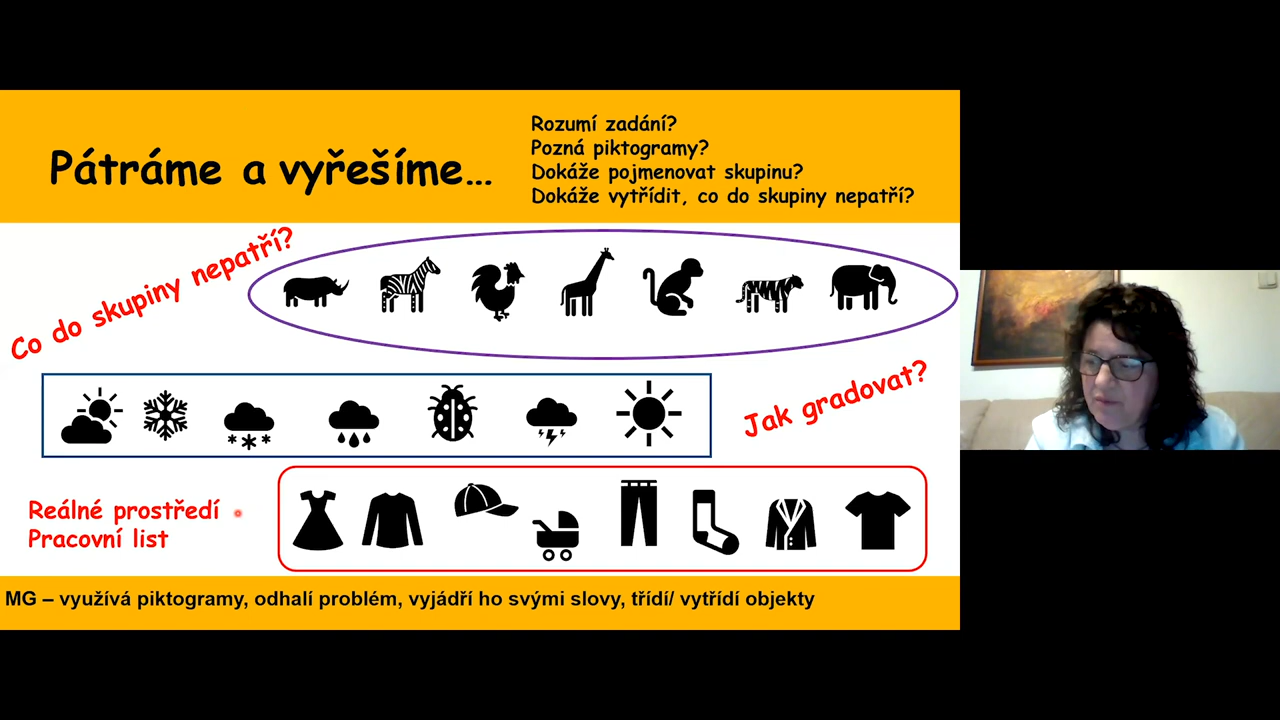 Pátráme a vyřešíme...
Rozumí zadání?
Pozná piktogramy?
Dokáže pojmenovat skupinu?
Dokáže vytřídit, co do skupiny nepatří?
Co do skupiny nepatří?
Jak gradovat?
Reálné prostředí
Pracovní list
MG – využívá piktogramy, odhalí problém, vyjádří ho svými slovy, třídí/ vytřídí objekty